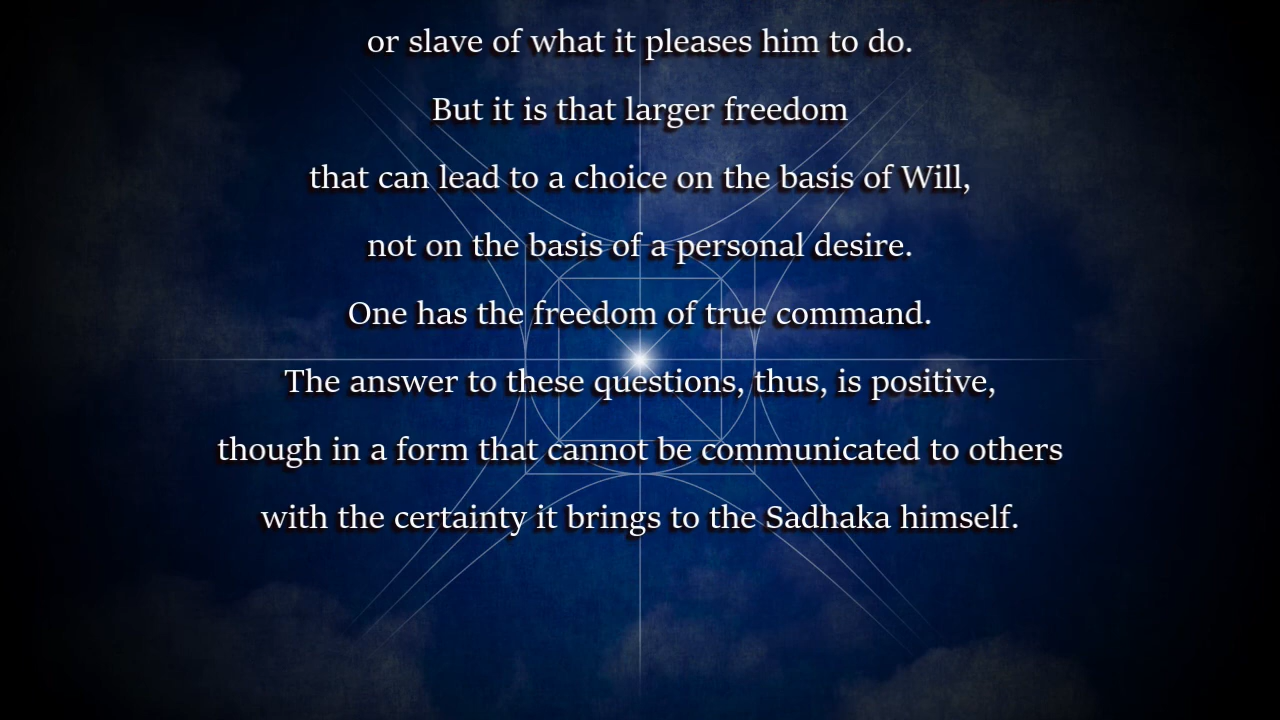 or slave of what it pleases him to do.
But it is that larger freedom
that can lead to a choice on the basis of Will,
not on the basis of a personal desire.
One has the freedom of true command.
The answer to these questions, thus, is positive,
though in a form that cannot be communicated to others
with the certainty it brings to the Sadhaka himself.